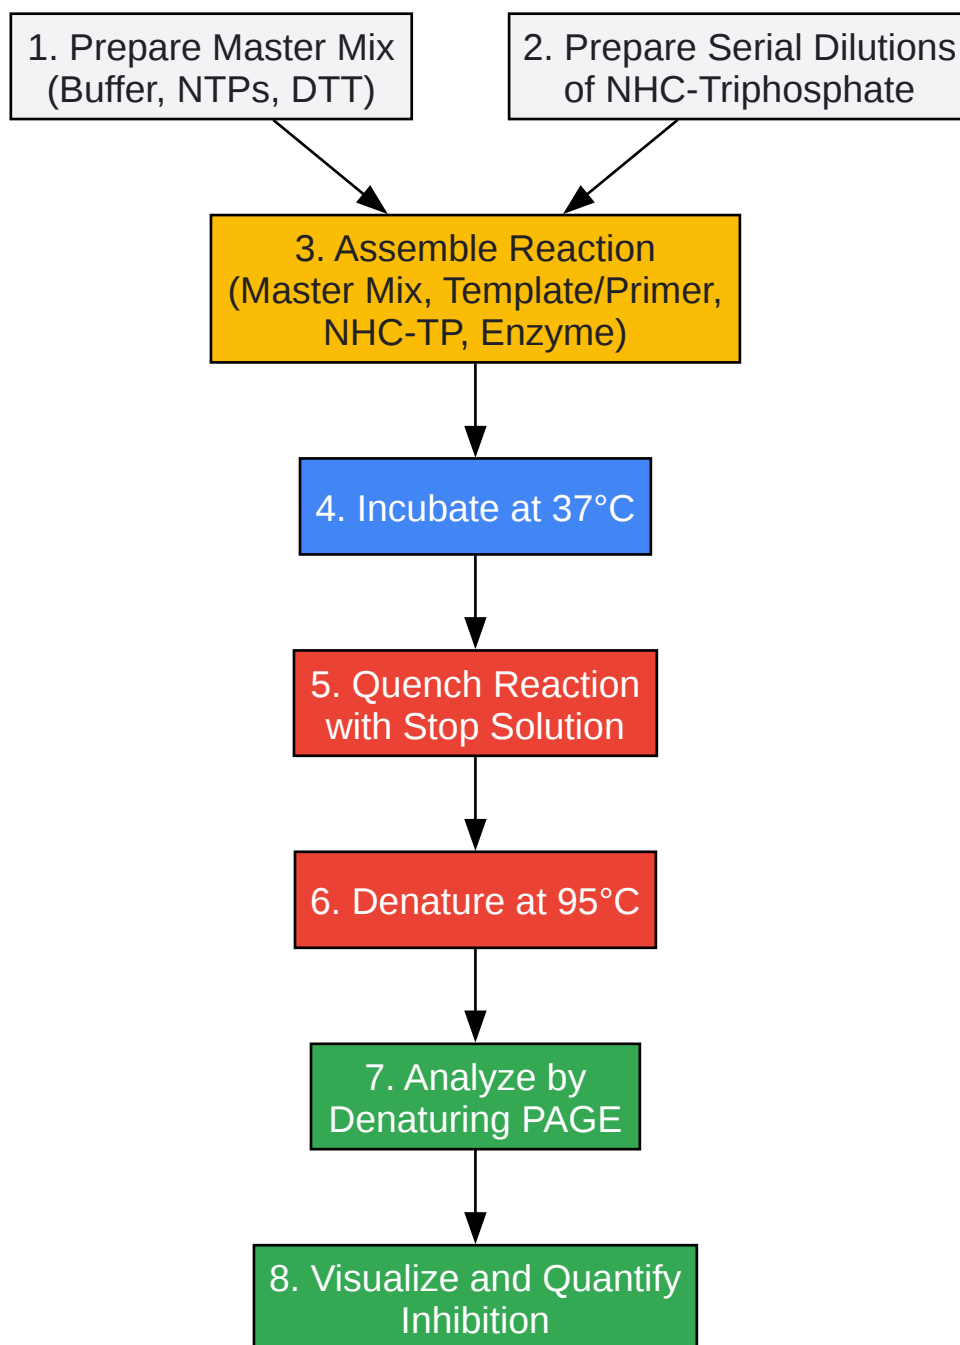 1. Prepare Master Mix
(Buffer, NTPs, DTT)
2. Prepare Serial Dilutions
of NHC-Triphosphate
3. Assemble Reaction
(Master Mix, Template/Primer,
NHC-TP, Enzyme)
4. Incubate at 37°C
5. Quench Reaction
with Stop Solution
6. Denature at 95°C
7. Analyze by
Denaturing PAGE
8. Visualize and Quantify
Inhibition